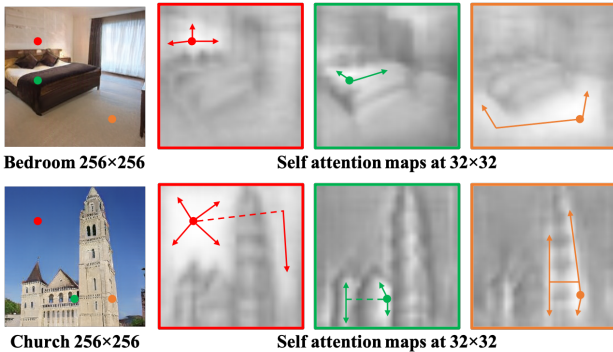 Bedroom 256×256
Self attention maps at 32×32
Church 256×256
Self attention maps at 32×32